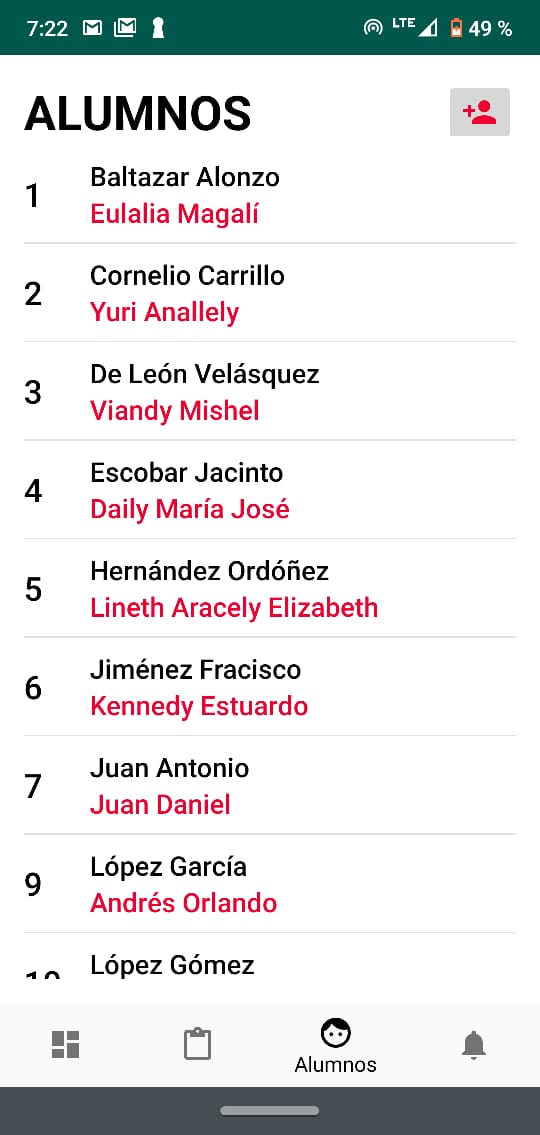 7:22 LTE 49 %
ALUMNOS
1
Baltazar Alonzo
Eulalia Magalí
2
Cornelio Carrillo
Yuri Anallely
3
De León Velásquez
Viandy Mishel
4
Escobar Jacinto
Daily María José
5
Hernández Ordóñez
Lineth Aracely Elizabeth
6
Jiménez Fracisco
Kennedy Estuardo
7
Juan Antonio
Juan Daniel
9
López García
Andrés Orlando
10
López Gómez
Alumnos